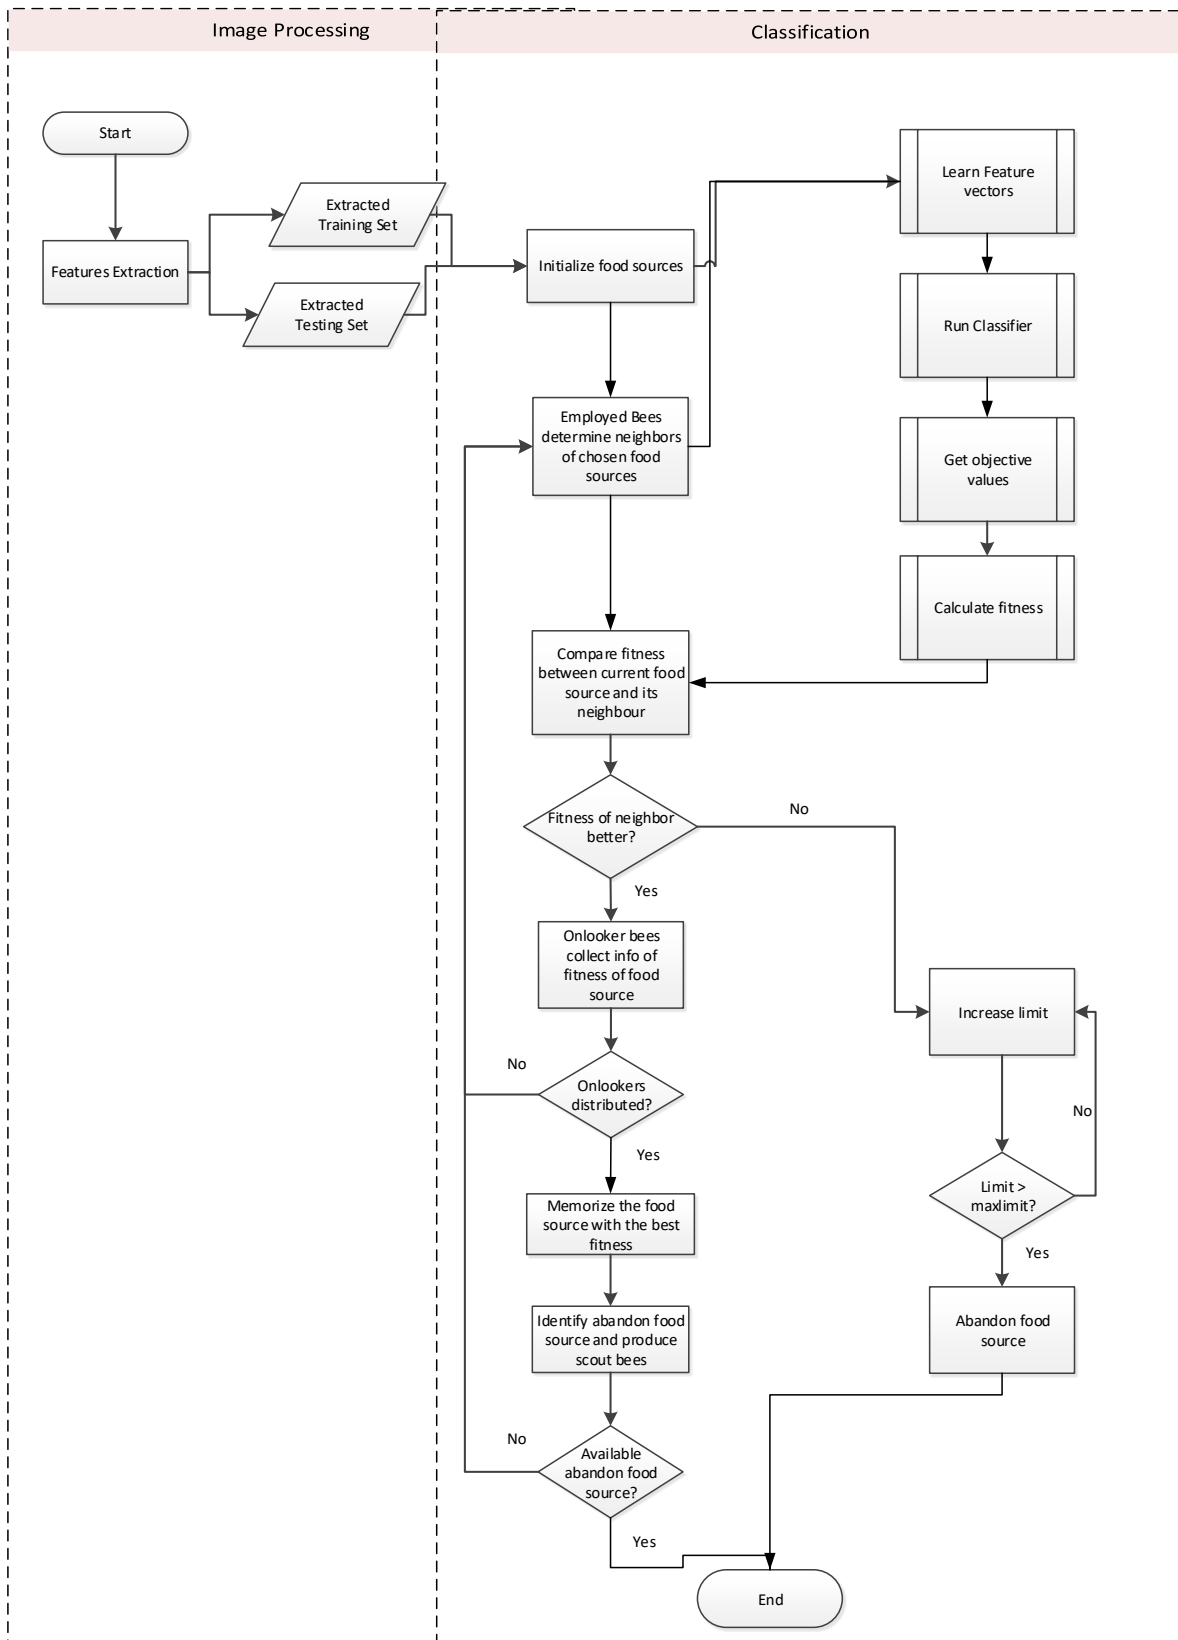 Image Processing
Classification
Start
Features Extraction
Extracted
Training Set
Extracted
Testing Set
Initialize food sources
Learn Feature
vectors
Run Classifier
Employed Bees
determine neighbors
of chosen food
sources
Get objective
values
Calculate fitness
Compare fitness
between current food
source and its
neighbour
Fitness of neighbor
better?
No
Yes
Onlooker bees
collect info of
fitness of food
source
Increase limit
No
Onlookers
distributed?
No
Yes
Limit >
maxlimit?
Yes
Memorize the food
source with the best
fitness
Identify abandon food
source and produce
scout bees
Abandon food
source
No
Available
abandon food
source?
Yes
End